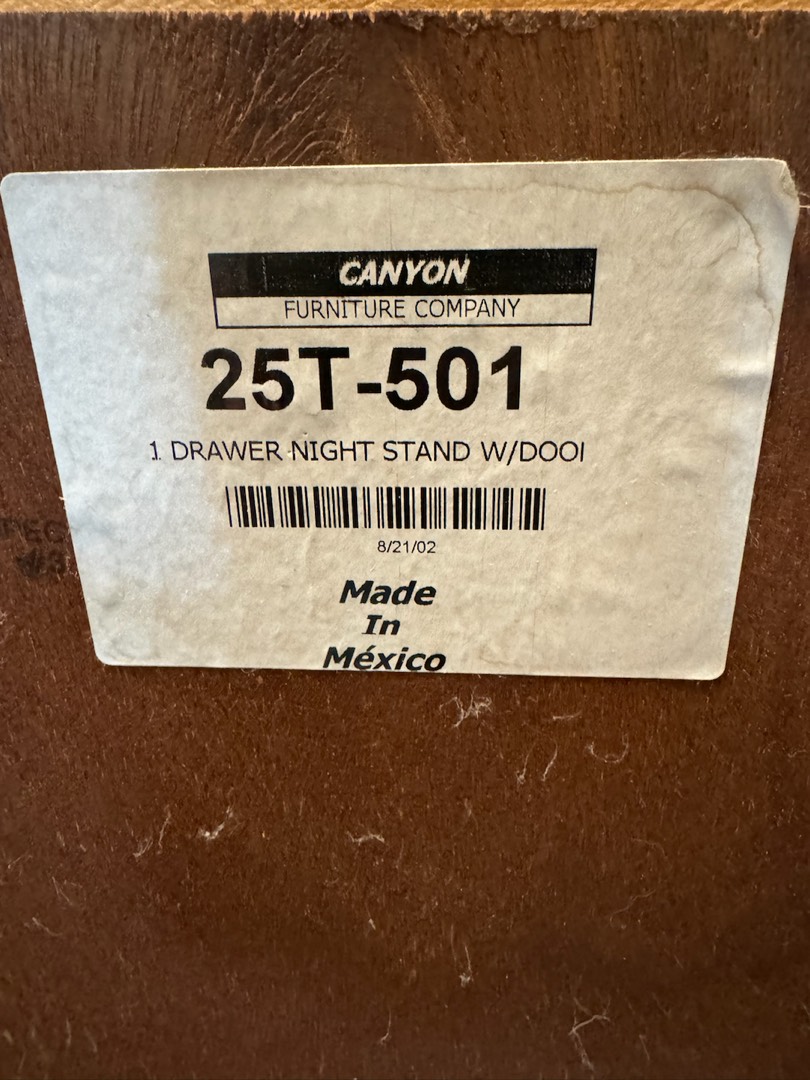 CANYON
FURNITURE COMPANY
25T-501
1 DRAWER NIGHT STAND W/DOOI
8/21/02
Made
In
México